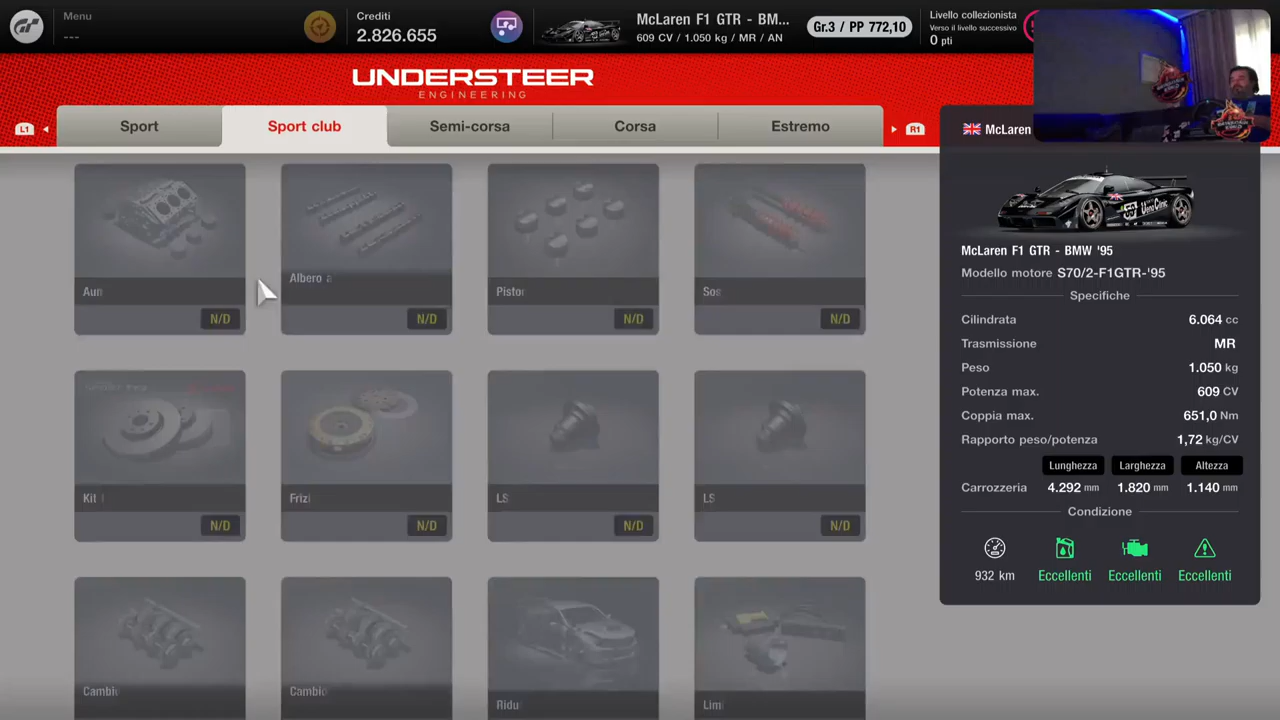 GT
Menu
---
Crediti
2.826.655
McLaren F1 GTR - BM...
609 CV / 1.050 kg / MR / AN
Gr.3 / PP 772,10
Livello collezionista
Verso il livello successivo
0 pti
UNDERSTEER
ENGINEERING
L1
Sport
Sport club
Semi-corsa
Corsa
Estremo
R1
Aun
N/D
Albero a
N/D
Pistor
N/D
Sos
N/D
Kit
N/D
Friz
N/D
LS
N/D
LS
N/D
Cambio
Cambio
Ridu
Lim
McLaren
McLaren F1 GTR - BMW '95
Modello motore S70/2-F1GTR-'95
Specifiche
Cilindrata 6.064 cc
Trasmissione MR
Peso 1.050 kg
Potenza max. 609 CV
Coppia max. 651,0 Nm
Rapporto peso/potenza 1,72 kg/CV
Lunghezza Larghezza Altezza
Carrozzeria 4.292 mm 1.820 mm 1.140 mm
Condizione
932 km Eccellenti Eccellenti Eccellenti